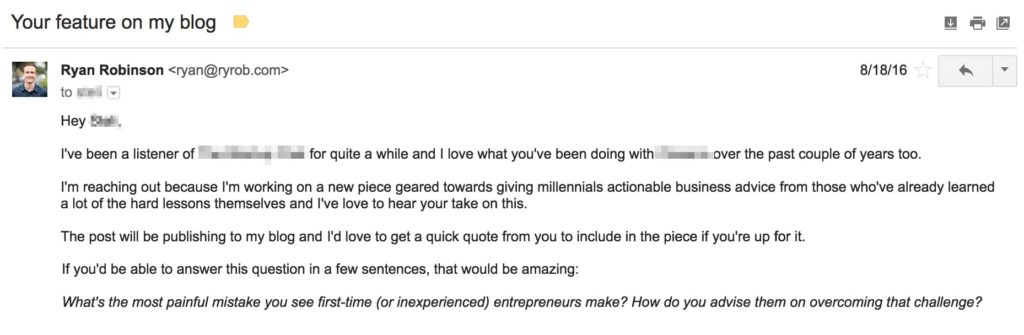 Your feature on my blog
Ryan Robinson <ryan@ryrob.com>
8/18/16
to
Hey
I've been a listener of for quite a while and I love what you've been doing with over the past couple of years too.
I'm reaching out because I'm working on a new piece geared towards giving millennials actionable business advice from those who've already learned
a lot of the hard lessons themselves and I've love to hear your take on this.
The post will be publishing to my blog and I'd love to get a quick quote from you to include in the piece if you're up for it.
If you'd be able to answer this question in a few sentences, that would be amazing:
What's the most painful mistake you see first-time (or inexperienced) entrepreneurs make? How do you advise them on overcoming that challenge?